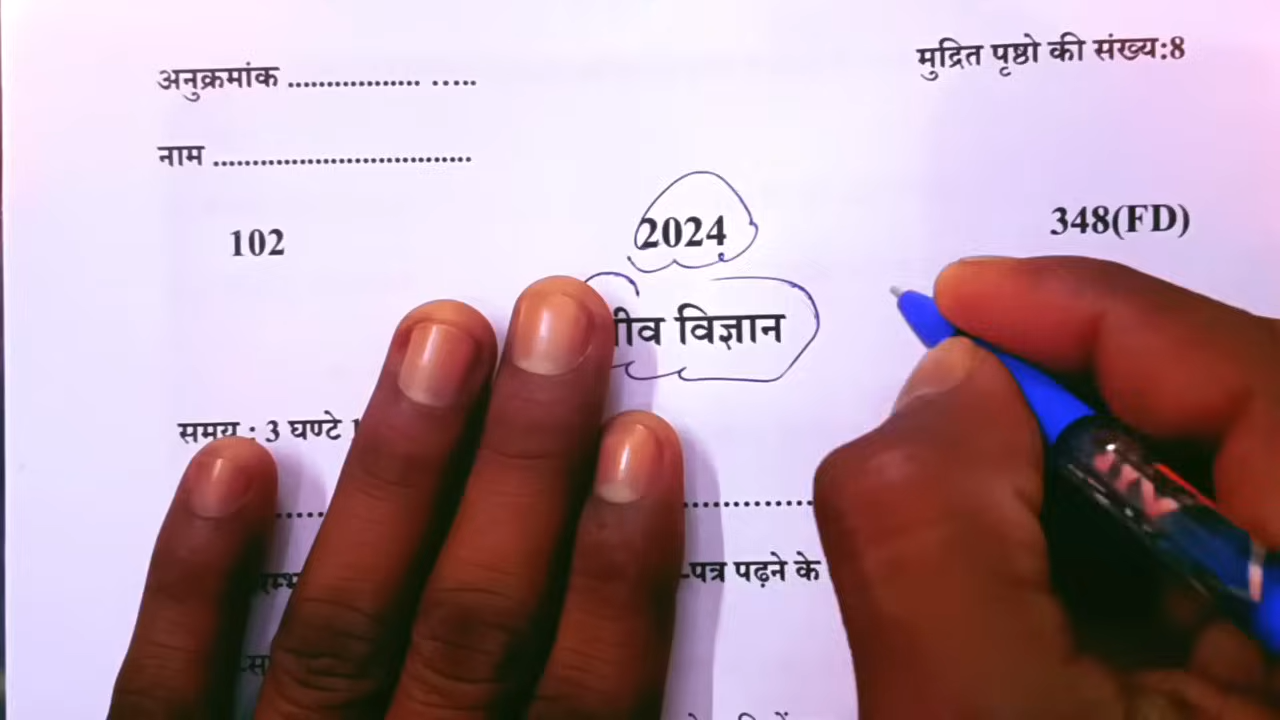 अनुक्रमांक ................ .....
मुद्रित पृष्ठो की संख्य:8
नाम ................................
102
2024
348(FD)
विज्ञान
समय : 3 घण्टे
-पत्र पढ़ने के